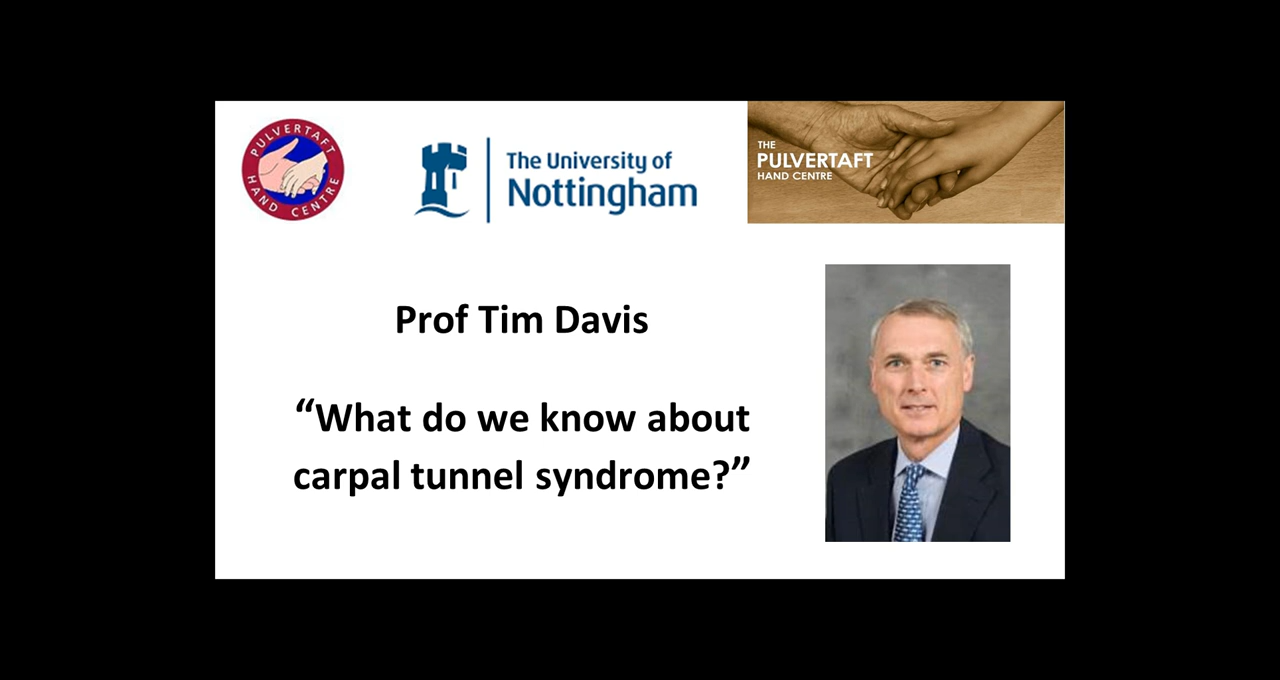 PULVERTAFT
HAND CENTRE
The University of
Nottingham
THE
PULVERTAFT
HAND CENTRE
Prof Tim Davis
“What do we know about
carpal tunnel syndrome?”